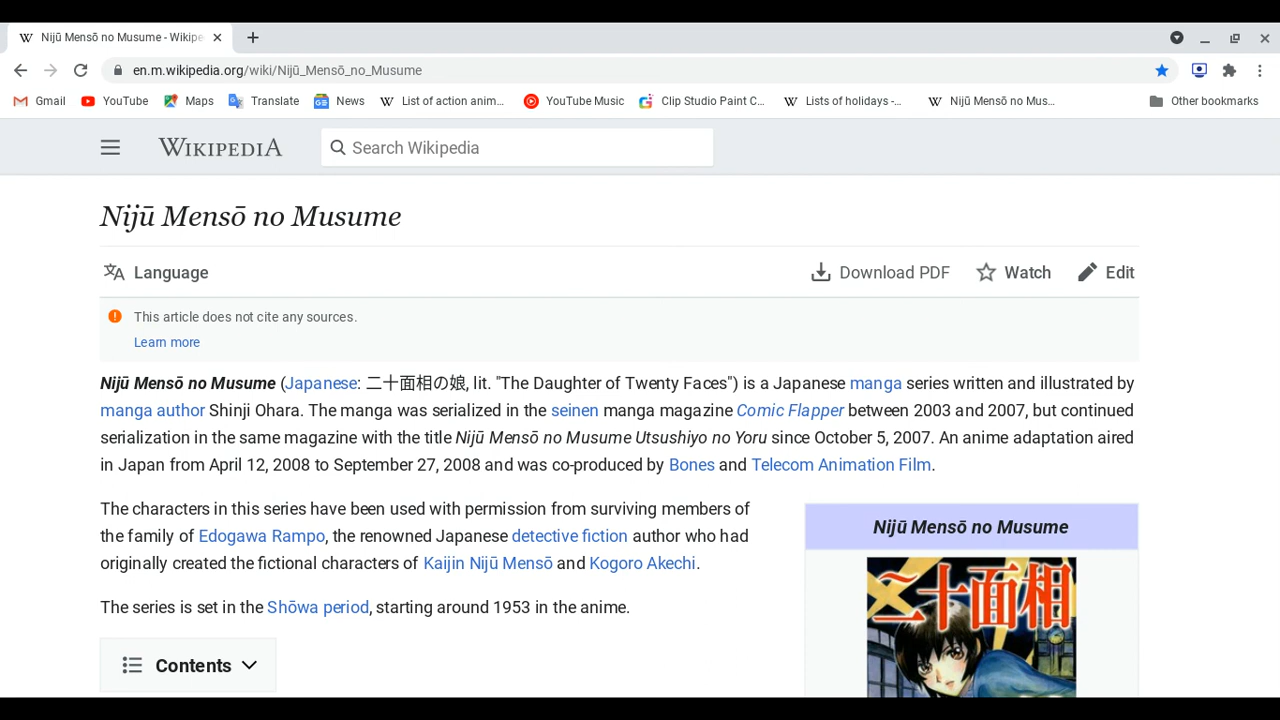 Nijū Mensō no Musume - Wikipe
en.m.wikipedia.org/wiki/Nijū_Mensō_no_Musume
Gmail YouTube Maps Translate News List of action anim... YouTube Music Clip Studio Paint C... Lists of holidays -... Nijū Mensō no Mus... Other bookmarks
WIKIPEDIA Search Wikipedia
Nijū Mensō no Musume
Language Download PDF Watch Edit
This article does not cite any sources.
Learn more
Nijū Mensō no Musume (Japanese: 二十面相の娘, lit. "The Daughter of Twenty Faces") is a Japanese manga series written and illustrated by
manga author Shinji Ohara. The manga was serialized in the seinen manga magazine Comic Flapper between 2003 and 2007, but continued
serialization in the same magazine with the title Nijū Mensō no Musume Utsushiyo no Yoru since October 5, 2007. An anime adaptation aired
in Japan from April 12, 2008 to September 27, 2008 and was co-produced by Bones and Telecom Animation Film.
The characters in this series have been used with permission from surviving members of
the family of Edogawa Rampo, the renowned Japanese detective fiction author who had
originally created the fictional characters of Kaijin Nijū Mensō and Kogoro Akechi.
The series is set in the Shōwa period, starting around 1953 in the anime.
Contents
Nijū Mensō no Musume
二十面相